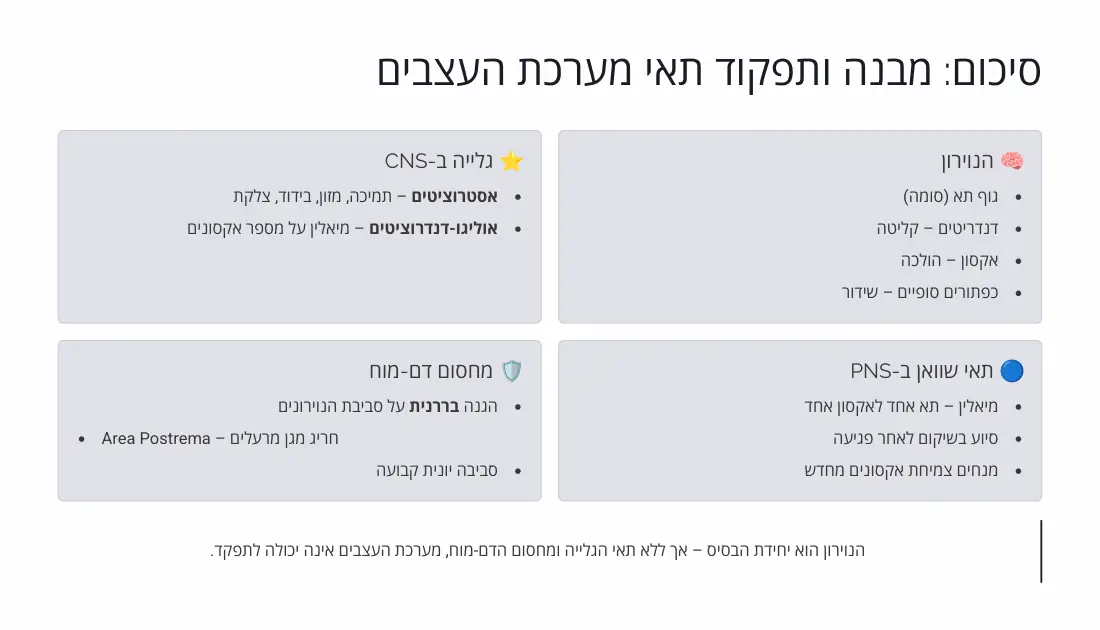 סיכום: מבנה ותפקוד תאי מערכת העצבים
🧠 הנוירון
• גוף תא (סומה)
• דנדריטים – קליטה
• אקסון – הולכה
• כפתורים סופיים – שידור
⭐ גלייה ב-CNS
• אסטרוציטים – תמיכה, מזון, בידוד, צלקת
• אוליגו-דנדרוציטים – מיאלין על מספר אקסונים
🔵 תאי שוואן ב-PNS
• מיאלין – תא אחד לאקסון אחד
• סיוע בשיקום לאחר פגיעה
• מנחים צמיחת אקסונים מחדש
🛡️ מחסום דם-מוח
• הגנה בררנית על סביבת הנוירונים
• Area Postrema – חריג מגן מרעלים
• סביבה יונית קבועה
הנוירון הוא יחידת הבסיס – אך ללא תאי הגלייה ומחסום הדם-מוח, מערכת העצבים אינה יכולה לתפקד.